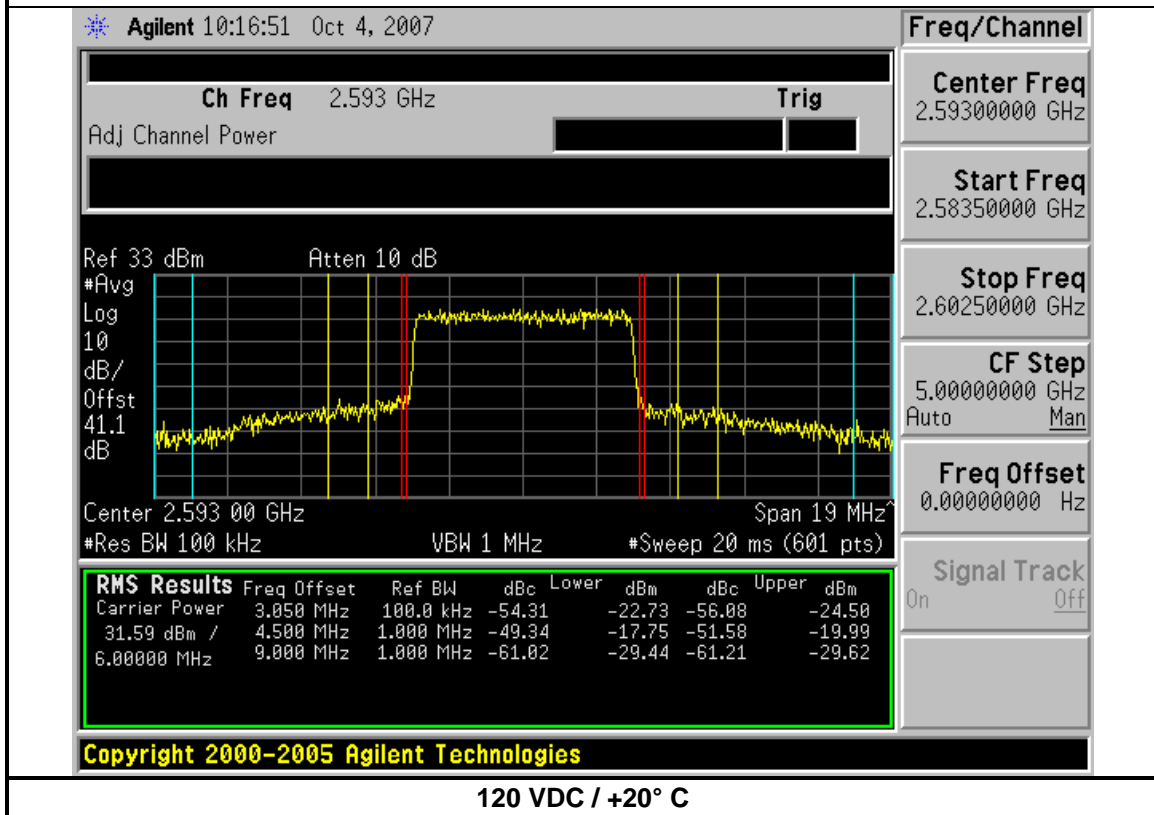 Agilent 10:16:51 Oct 4, 2007
Freq/Channel
Ch Freq 2.593 GHz Trig
Adj Channel Power
Center Freq
2.59300000 GHz
Start Freq
2.58350000 GHz
Stop Freq
2.60250000 GHz
CF Step
5.00000000 GHz
Auto Man
Freq Offset
0.00000000 Hz
Signal Track
On Off
Ref 33 dBm Atten 10 dB
#Avg
Log
10
dB/
Offst
41.1
dB
Center 2.593 00 GHz Span 19 MHz^
#Res BW 100 kHz VBW 1 MHz #Sweep 20 ms (601 pts)
RMS Results Freq Offset Ref BW dBc Lower dBm dBc Upper dBm
Carrier Power 3.050 MHz 100.0 kHz -54.31 -22.73 -56.08 -24.50
31.59 dBm / 4.500 MHz 1.000 MHz -49.34 -17.75 -51.58 -19.99
6.00000 MHz 9.000 MHz 1.000 MHz -61.02 -29.44 -61.21 -29.62
Copyright 2000-2005 Agilent Technologies
120 VDC / +20° C